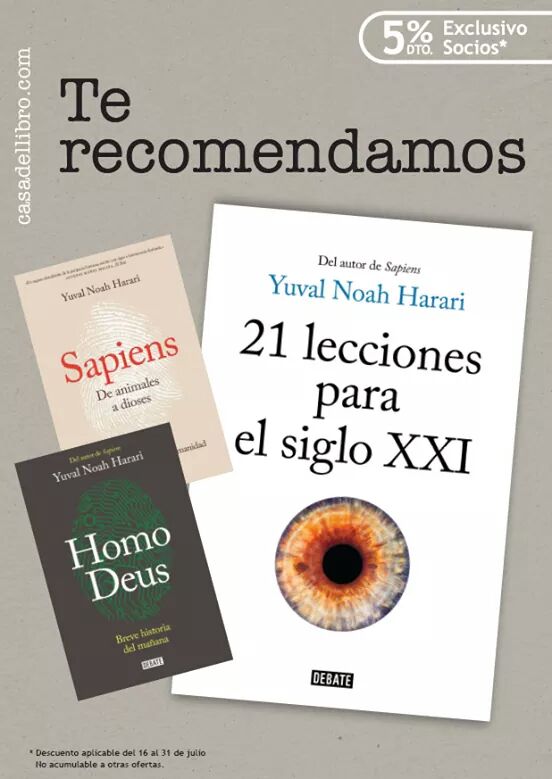 5% DTO. Exclusivo
Socios*
casadellibro.com
Te
recomendamos
Yuval Noah Harari
Sapiens
De animales
a dioses
Del autor de Sapiens
Yuval Noah Harari
Homo
Deus
Breve historia
del mañana
DEBATE
Del autor de Sapiens
Yuval Noah Harari
21 lecciones
para
el siglo XXI
DEBATE
* Descuento aplicable del 16 al 31 de julio
No acumulable a otras ofertas.